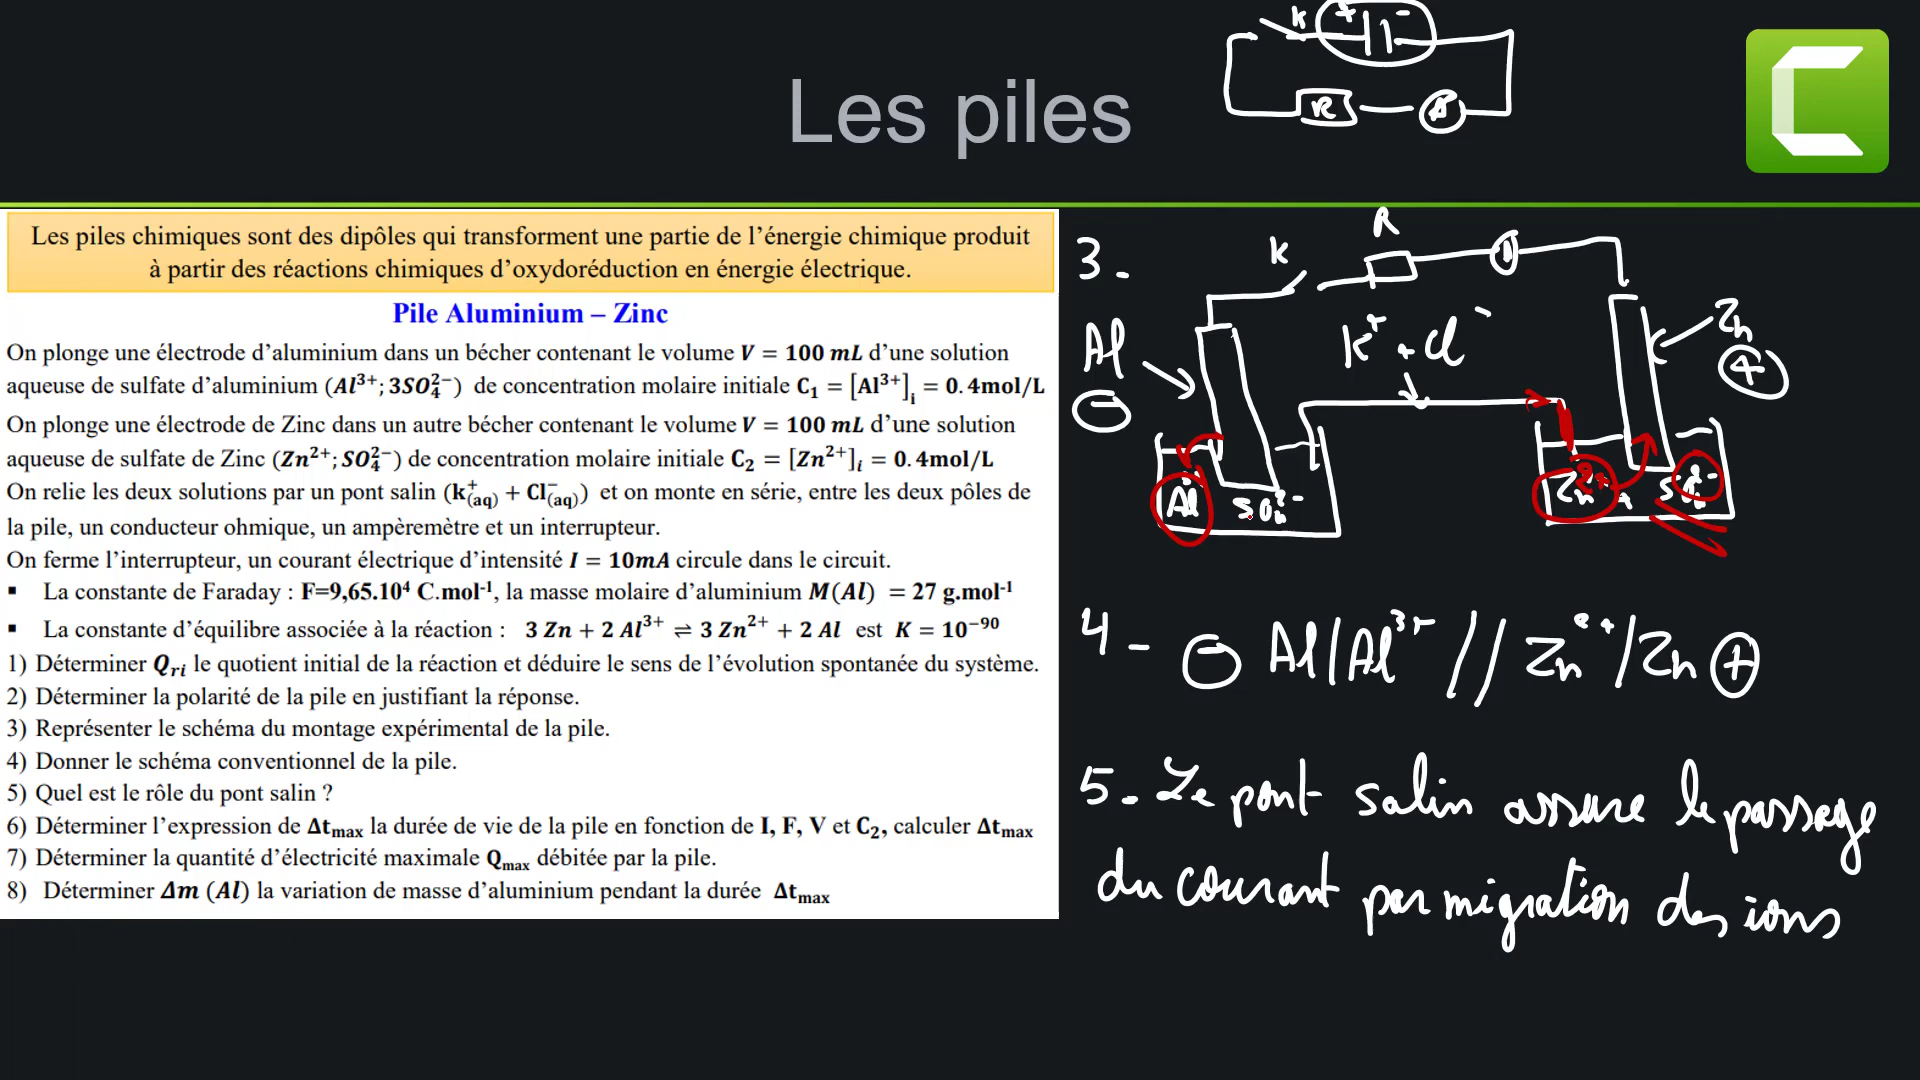 Les piles
K + -
R A
Les piles chimiques sont des dipôles qui transforment une partie de l’énergie chimique produit
à partir des réactions chimiques d’oxydoréduction en énergie électrique.
Pile Aluminium – Zinc
On plonge une électrode d’aluminium dans un bécher contenant le volume V = 100 mL d’une solution
aqueuse de sulfate d’aluminium (Al³⁺; 3SO₄²⁻) de concentration molaire initiale C₁ = [Al³⁺]ᵢ = 0. 4mol/L
On plonge une électrode de Zinc dans un autre bécher contenant le volume V = 100 mL d’une solution
aqueuse de sulfate de Zinc (Zn²⁺; SO₄²⁻) de concentration molaire initiale C₂ = [Zn²⁺]ᵢ = 0. 4mol/L
On relie les deux solutions par un pont salin (k⁺(aq) + Cl⁻(aq)) et on monte en série, entre les deux pôles de
la pile, un conducteur ohmique, un ampèremètre et un interrupteur.
On ferme l’interrupteur, un courant électrique d’intensité I = 10mA circule dans le circuit.
▪ La constante de Faraday : F=9,65.10⁴ C.mol⁻¹, la masse molaire d’aluminium M(Al) = 27 g.mol⁻¹
▪ La constante d’équilibre associée à la réaction : 3 Zn + 2 Al³⁺ ⇌ 3 Zn²⁺ + 2 Al est K = 10⁻⁹⁰
1) Déterminer Qri le quotient initial de la réaction et déduire le sens de l’évolution spontanée du système.
2) Déterminer la polarité de la pile en justifiant la réponse.
3) Représenter le schéma du montage expérimental de la pile.
4) Donner le schéma conventionnel de la pile.
5) Quel est le rôle du pont salin ?
6) Déterminer l’expression de Δtmax la durée de vie de la pile en fonction de I, F, V et C₂, calculer Δtmax
7) Déterminer la quantité d’électricité maximale Qmax débitée par la pile.
8) Déterminer Δm (Al) la variation de masse d’aluminium pendant la durée Δtmax
3-
K R
Al K⁺ + Cl⁻ Zn
- +
Al SO₄²⁻ Zn²⁺
4- ⊖ Al/Al³⁺ // Zn²⁺/Zn ⊕
5- Le pont salin assure le passage
du courant par migration des ions